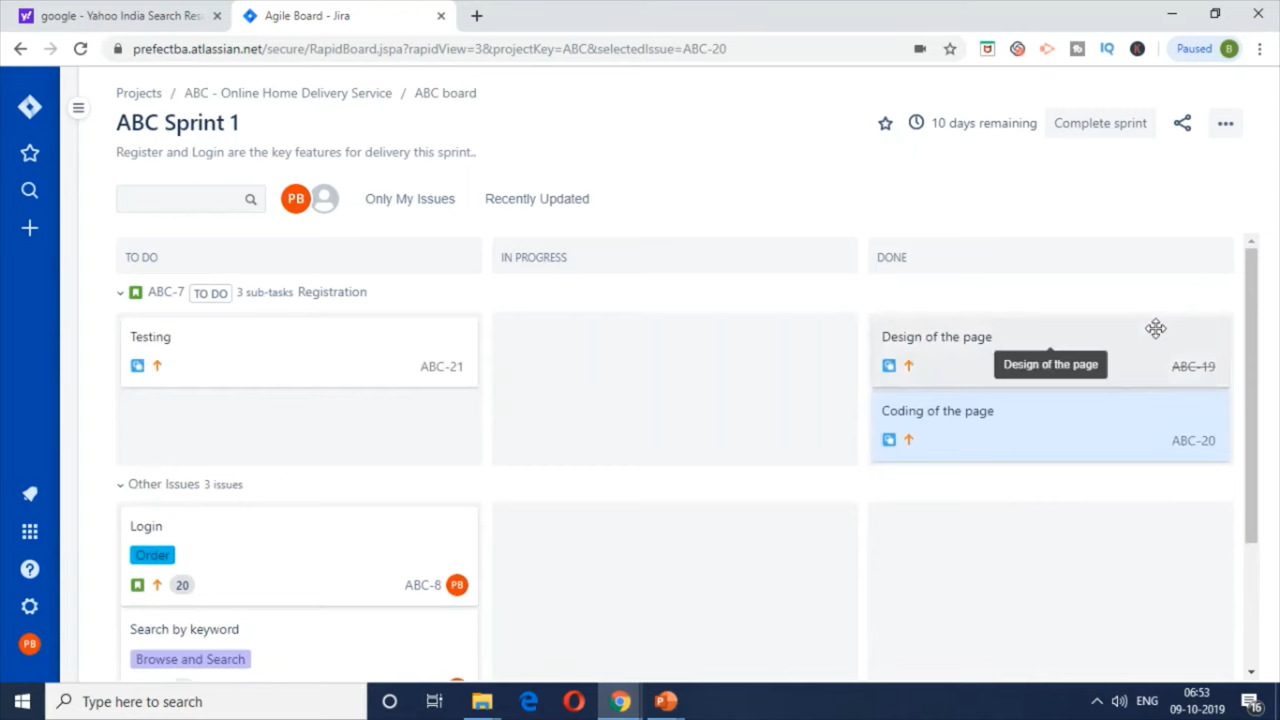 google - Yahoo India Search Res
Agile Board - Jira
prefectba.atlassian.net/secure/RapidBoard.jspa?rapidView=3&projectKey=ABC&selectedIssue=ABC-20
IQ
K
Paused
B
Projects / ABC - Online Home Delivery Service / ABC board
ABC Sprint 1
10 days remaining
Complete sprint
Register and Login are the key features for delivery this sprint..
PB
Only My Issues
Recently Updated
TO DO
IN PROGRESS
DONE
ABC-7 TO DO 3 sub-tasks Registration
Testing
ABC-21
Design of the page
Design of the page
ABC-19
Coding of the page
ABC-20
Other Issues 3 issues
Login
Order
20
ABC-8 PB
Search by keyword
Browse and Search
PB
Type here to search
ENG
06:53
09-10-2019
16